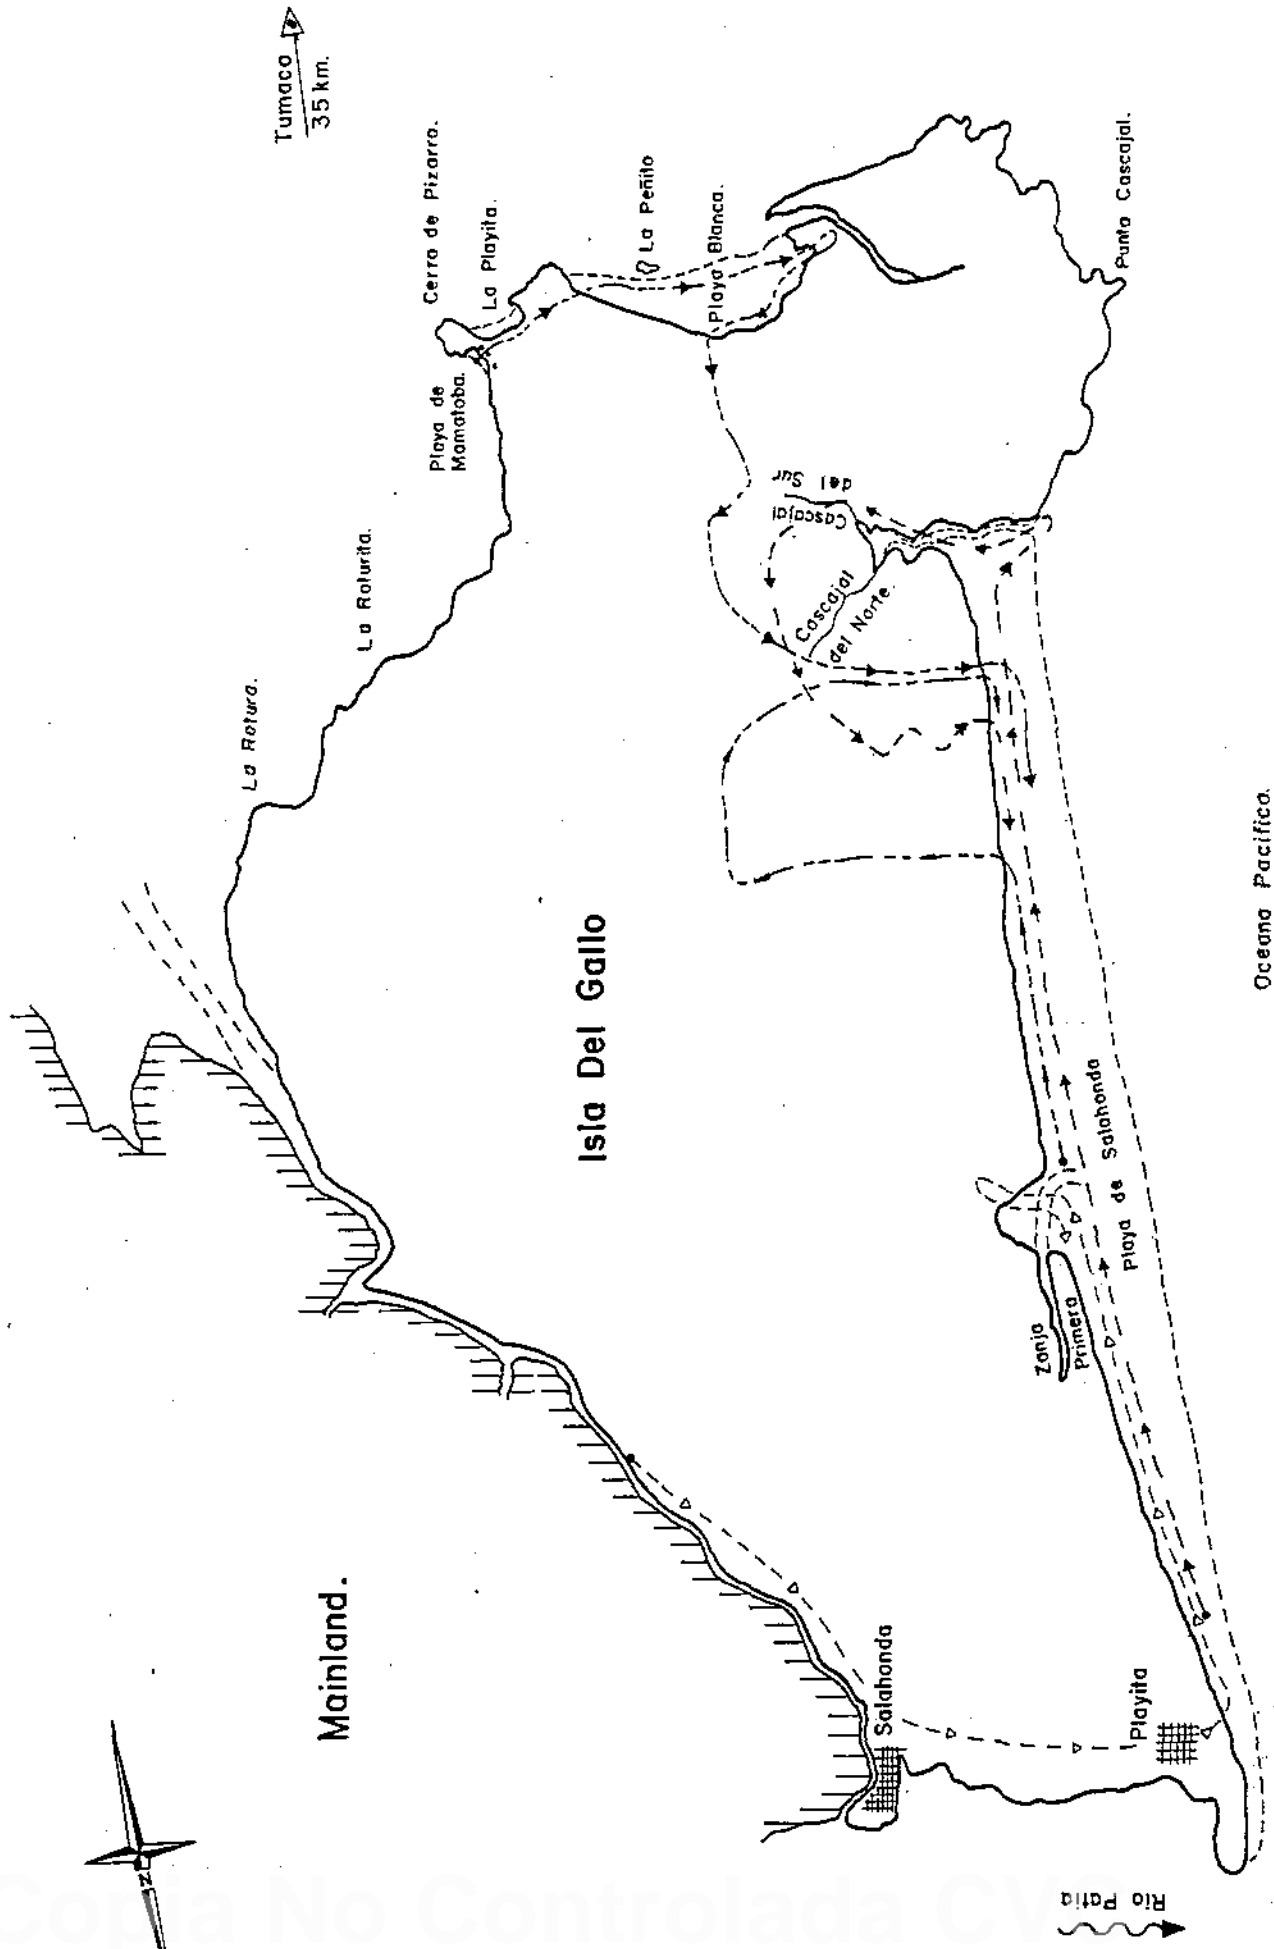 Tumaco
35 km.
Cerro de Pizarro.
La Playita.
La Peñito
Playa Blanca.
Punta Cascajal.
Playa de
Mamatoba.
La Roturita.
La Rotura.
Cascajal
del Sur
Cascajal
del Norte.
Isla Del Gallo
Oceano Pacifico.
Playa de Salahonda
Zanja
Primera
Mainland.
Salahonda
Playita
N
Rio Patia
Copia No Controlada CV